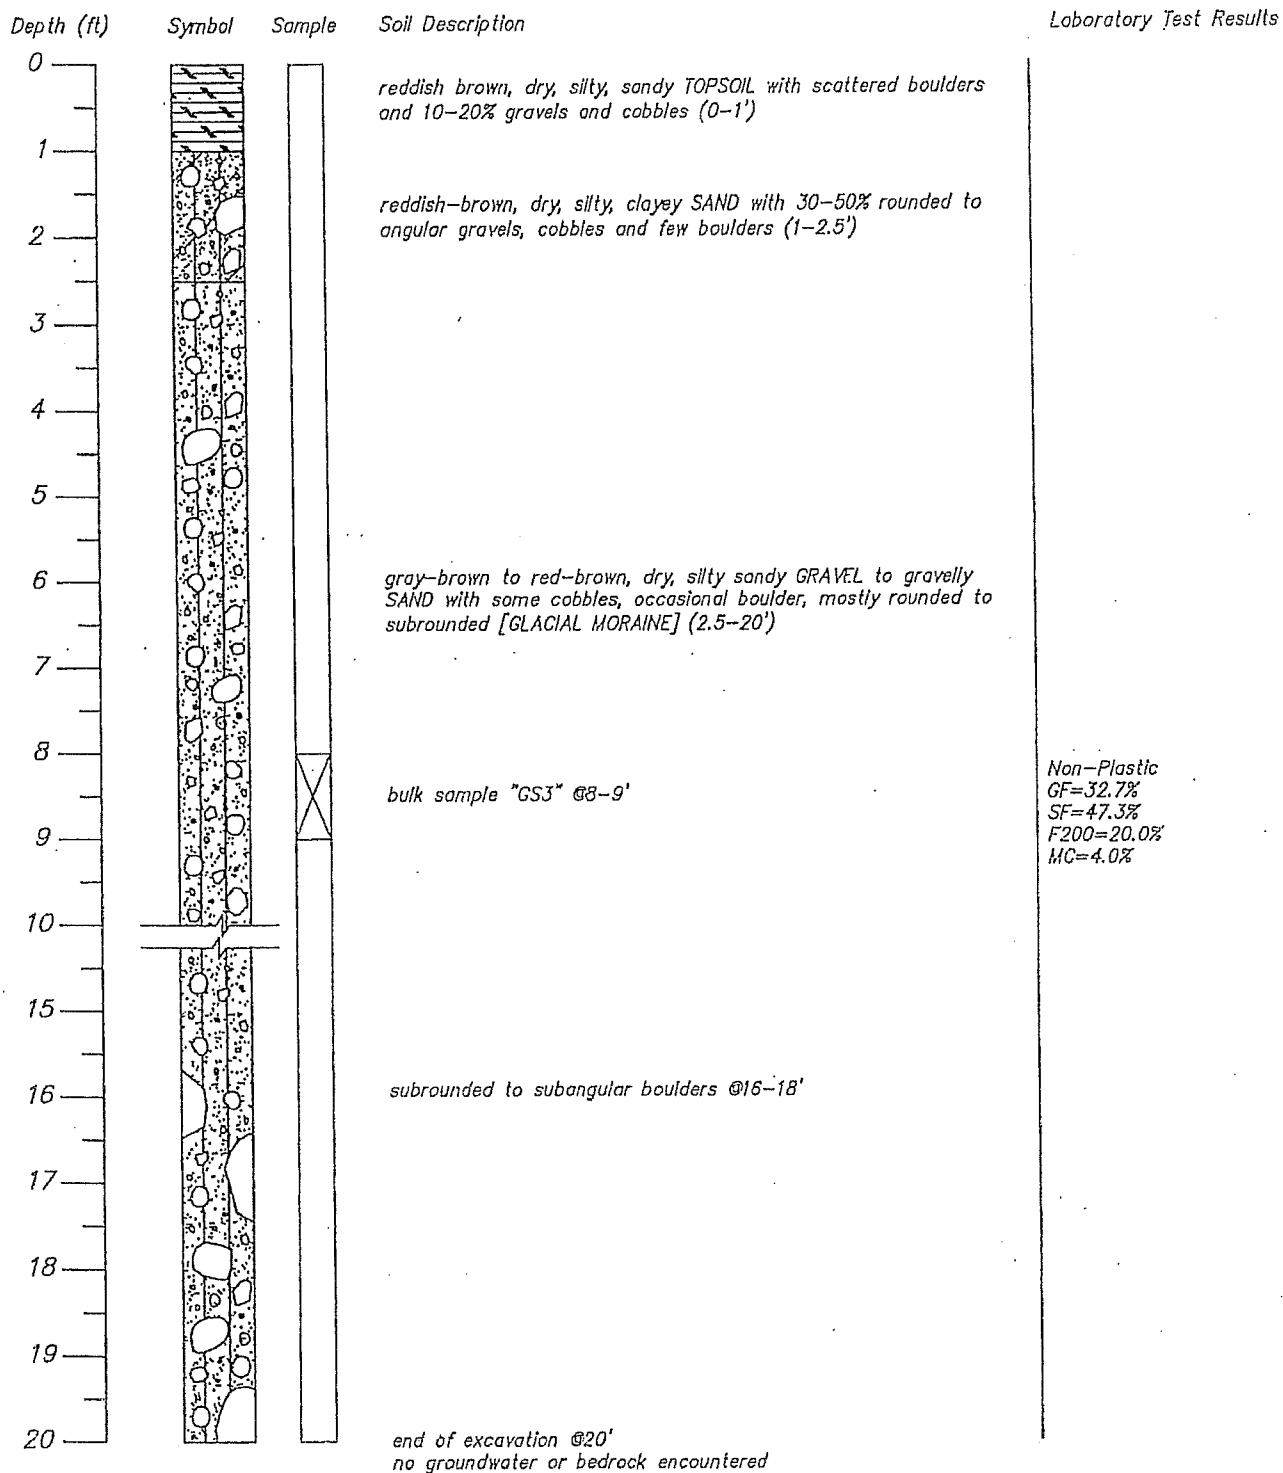 Depth (ft) Symbol Sample Soil Description Laboratory Test Results
0
reddish brown, dry, silty, sandy TOPSOIL with scattered boulders
and 10-20% gravels and cobbles (0-1')
1
reddish-brown, dry, silty, clayey SAND with 30-50% rounded to
angular gravels, cobbles and few boulders (1-2.5')
2
3
4
5
6
gray-brown to red-brown, dry, silty sandy GRAVEL to gravelly
SAND with some cobbles, occasional boulder, mostly rounded to
subrounded [GLACIAL MORAINE] (2.5-20')
7
8
bulk sample "GS3" @8-9'
Non-Plastic
GF=32.7%
SF=47.3%
F200=20.0%
MC=4.0%
9
10
15
16
subrounded to subangular boulders @16-18'
17
18
19
20
end of excavation @20'
no groundwater or bedrock encountered